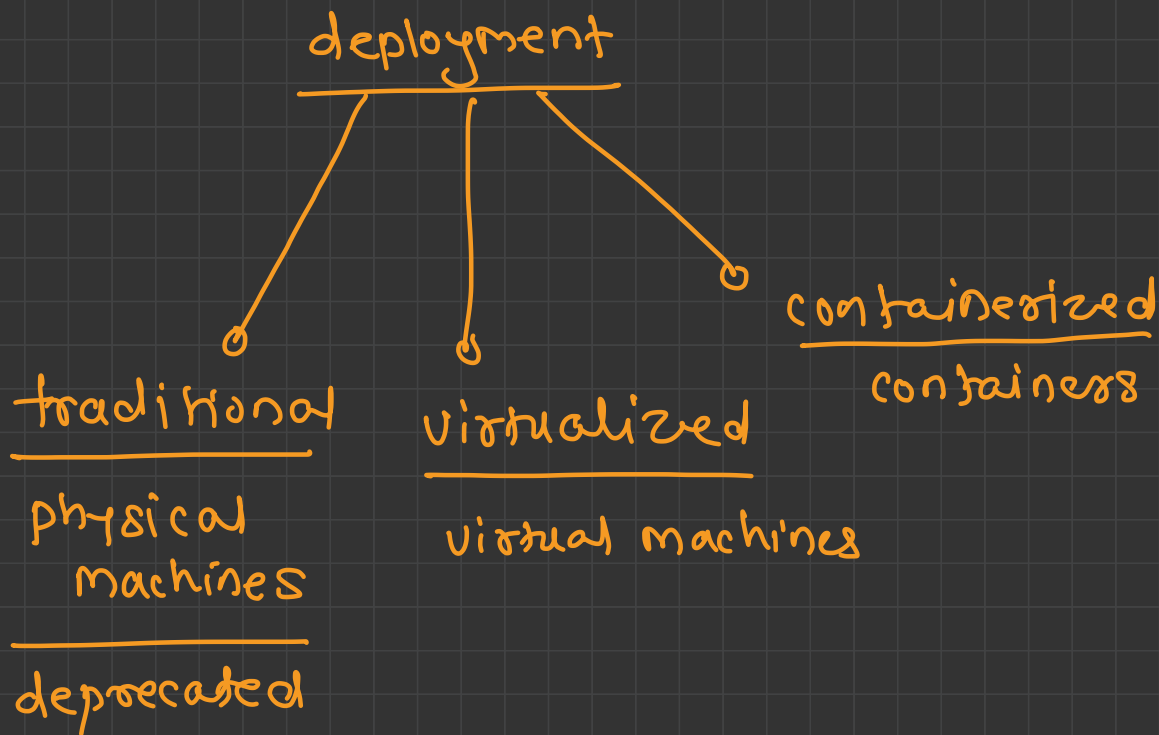 deployment
traditional
physical
machines
deprecated
virtualized
virtual machines
containerized
containers